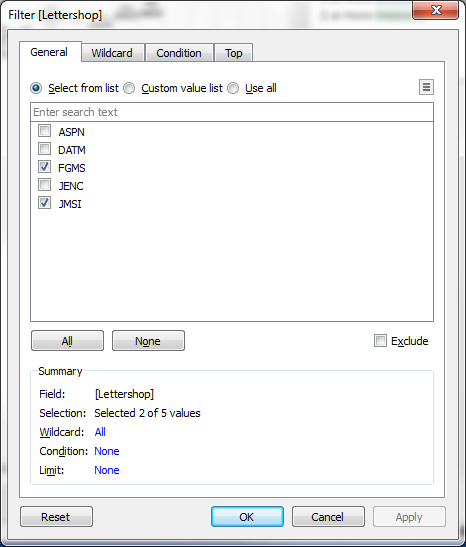 Filter [Lettershop]
General Wildcard Condition Top
Select from list Custom value list Use all
Enter search text
ASPN
DATM
FGMS
JENC
JMSI
All None Exclude
Summary
Field: [Lettershop]
Selection: Selected 2 of 5 values
Wildcard: All
Condition: None
Limit: None
Reset OK Cancel Apply